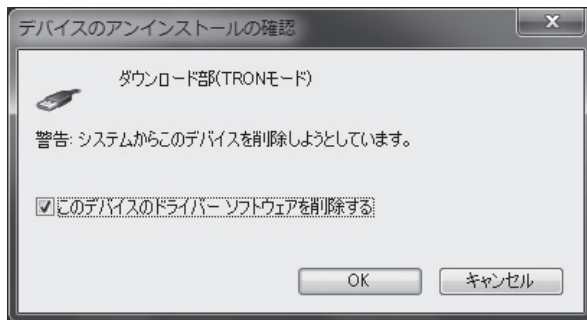 デバイスのアンインストールの確認
ダウンロード部(TRONモード)
警告: システムからこのデバイスを削除しようとしています。
このデバイスのドライバー ソフトウェアを削除する
OK
キャンセル